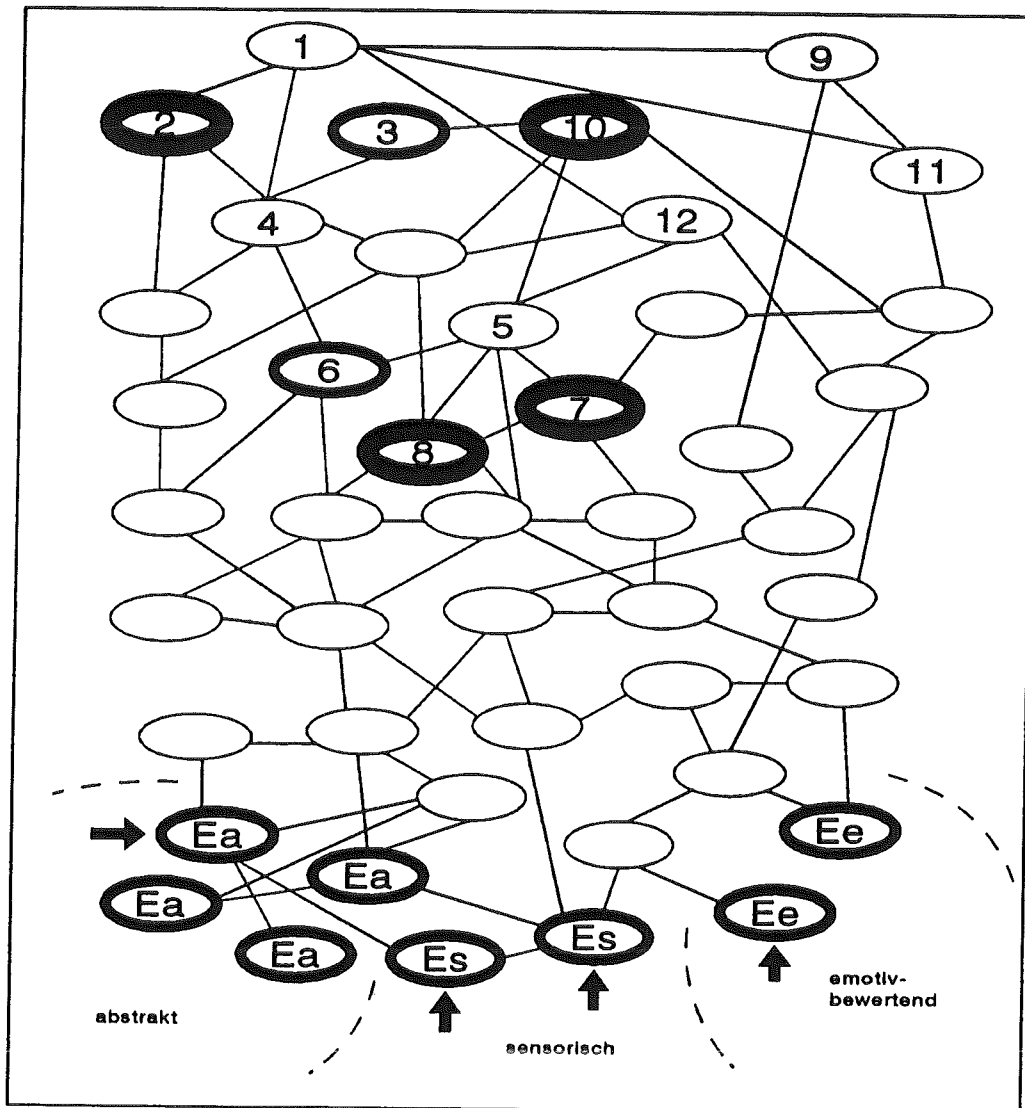 1
9
2
3
10
11
4
12
5
6
7
8
Ea
Ee
Ea
Ea
Ee
Es
Ea
Es
emotiv-
bewertend
abstrakt
sensorisch